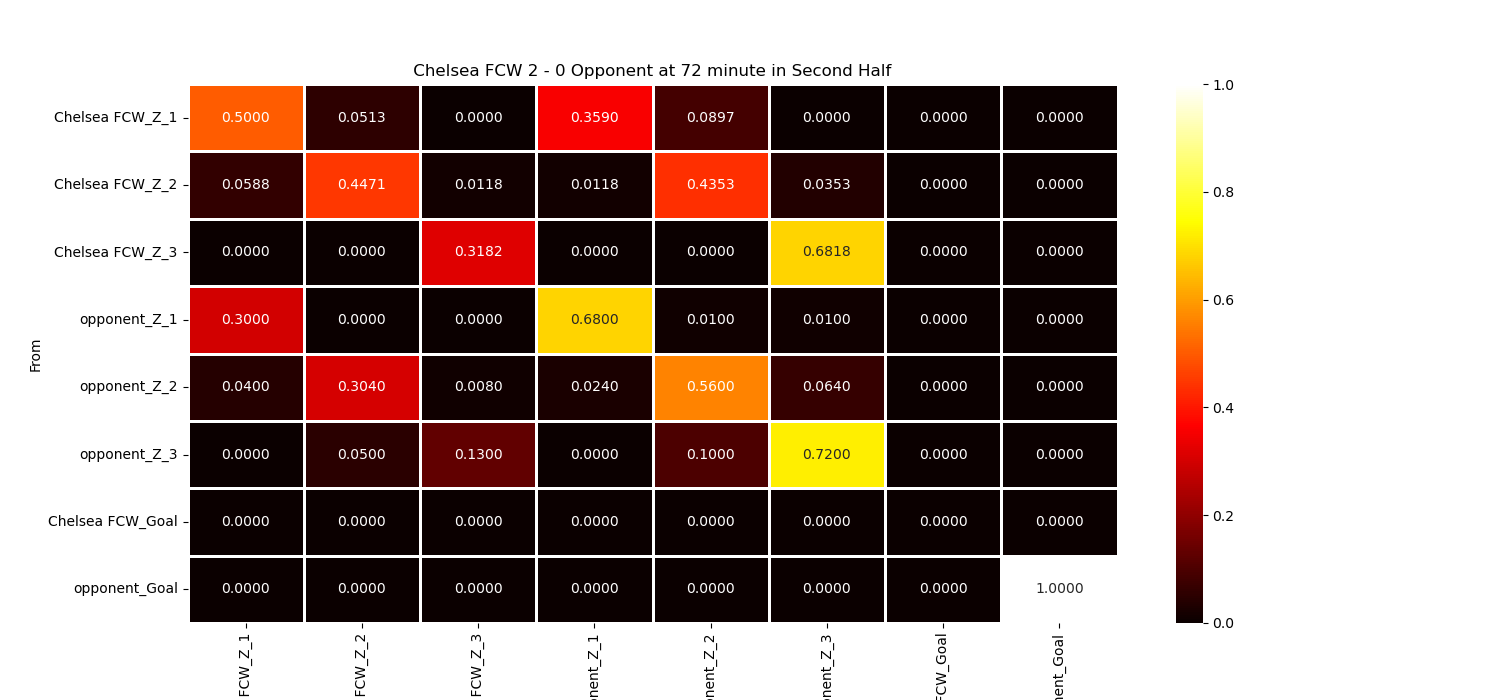 Chelsea FCW 2 - 0 Opponent at 72 minute in Second Half
Chelsea FCW_Z_1 0.5000 0.0513 0.0000 0.3590 0.0897 0.0000 0.0000 0.0000
Chelsea FCW_Z_2 0.0588 0.4471 0.0118 0.0118 0.4353 0.0353 0.0000 0.0000
Chelsea FCW_Z_3 0.0000 0.0000 0.3182 0.0000 0.0000 0.6818 0.0000 0.0000
opponent_Z_1 0.3000 0.0000 0.0000 0.6800 0.0100 0.0100 0.0000 0.0000
opponent_Z_2 0.0400 0.3040 0.0080 0.0240 0.5600 0.0640 0.0000 0.0000
opponent_Z_3 0.0000 0.0500 0.1300 0.0000 0.1000 0.7200 0.0000 0.0000
Chelsea FCW_Goal 0.0000 0.0000 0.0000 0.0000 0.0000 0.0000 0.0000 0.0000
opponent_Goal 0.0000 0.0000 0.0000 0.0000 0.0000 0.0000 0.0000 1.0000
From
FCW_Z_1
FCW_Z_2
FCW_Z_3
nent_Z_1
nent_Z_2
nent_Z_3
FCW_Goal
nent_Goal
1.0
0.8
0.6
0.4
0.2
0.0